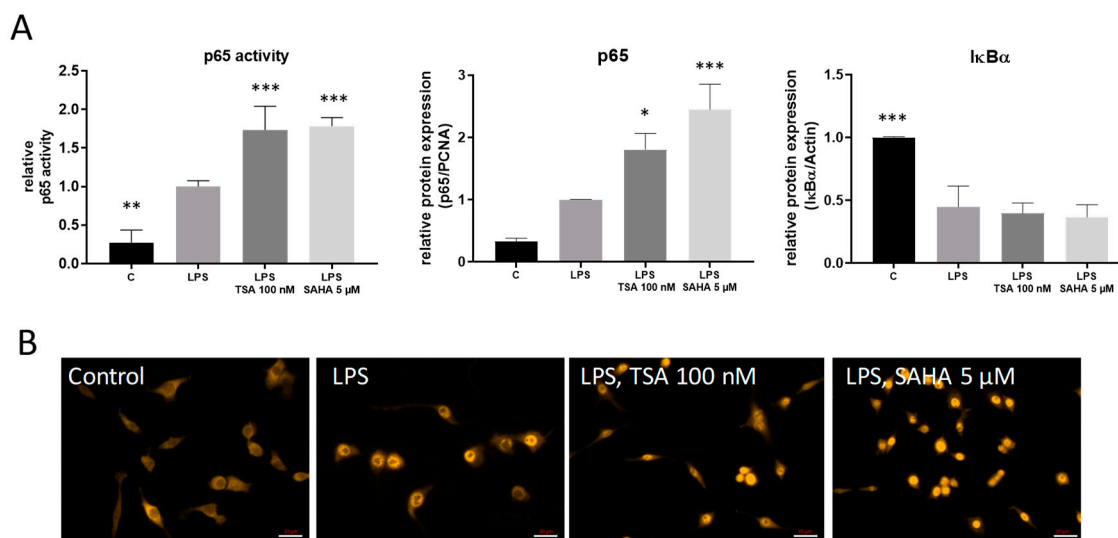 A
p65 activity
relative
p65 activity
2.5
2.0
1.5
1.0
0.5
0.0
**
***
***
C
LPS
LPS
TSA 100 nM
LPS
SAHA 5 µM
p65
relative protein expression
(p65/PCNA)
3
2
1
0
*
***
C
LPS
LPS
TSA 100 nM
LPS
SAHA 5 µM
IκBα
relative protein expression
(IκBα/Actin)
1.5
1.0
0.5
0.0
***
C
LPS
LPS
TSA 100 nM
LPS
SAHA 5 µM
B
Control
LPS
LPS, TSA 100 nM
LPS, SAHA 5 µM